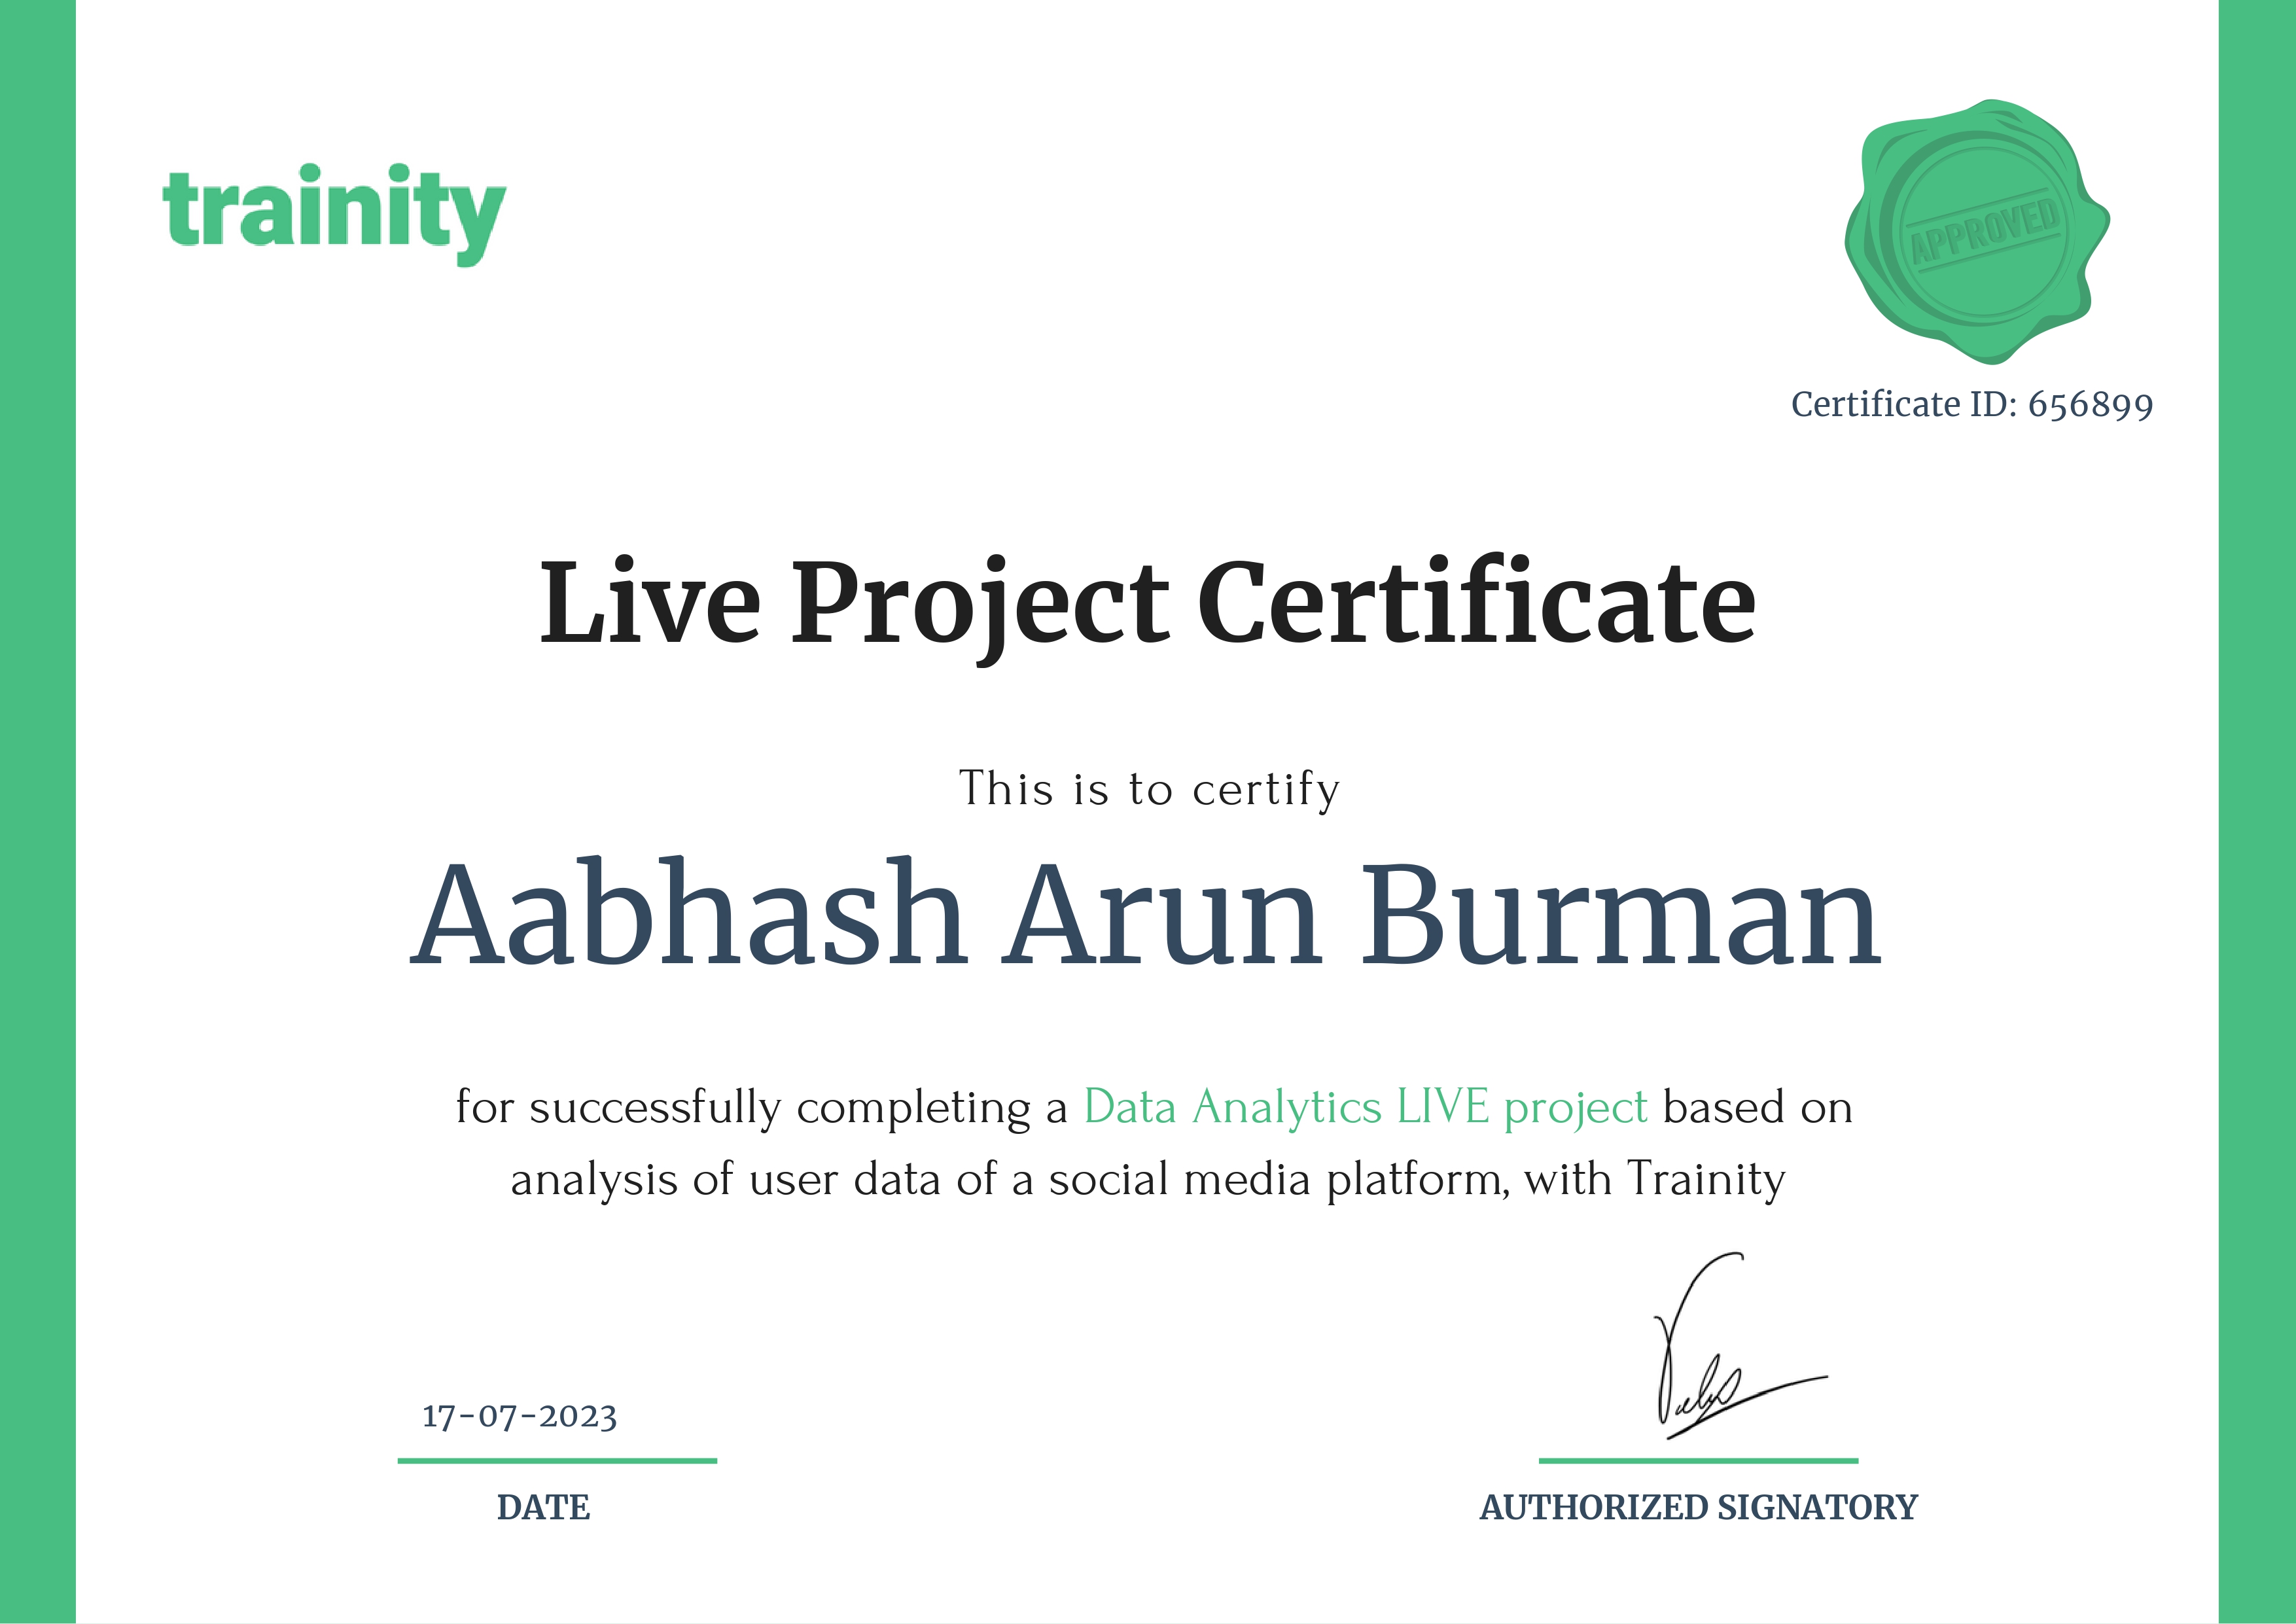 trainity
APPROVED
Certificate ID: 656899
Live Project Certificate
This is to certify
Aabhash Arun Burman
for successfully completing a Data Analytics LIVE project based on
analysis of user data of a social media platform, with Trainity
17-07-2023
DATE
AUTHORIZED SIGNATORY